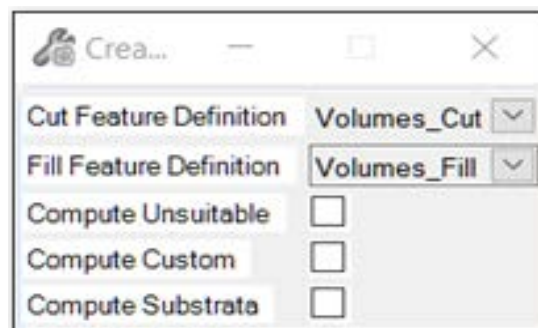 Crea...
Cut Feature Definition Volumes_Cut
Fill Feature Definition Volumes_Fill
Compute Unsuitable
Compute Custom
Compute Substrata